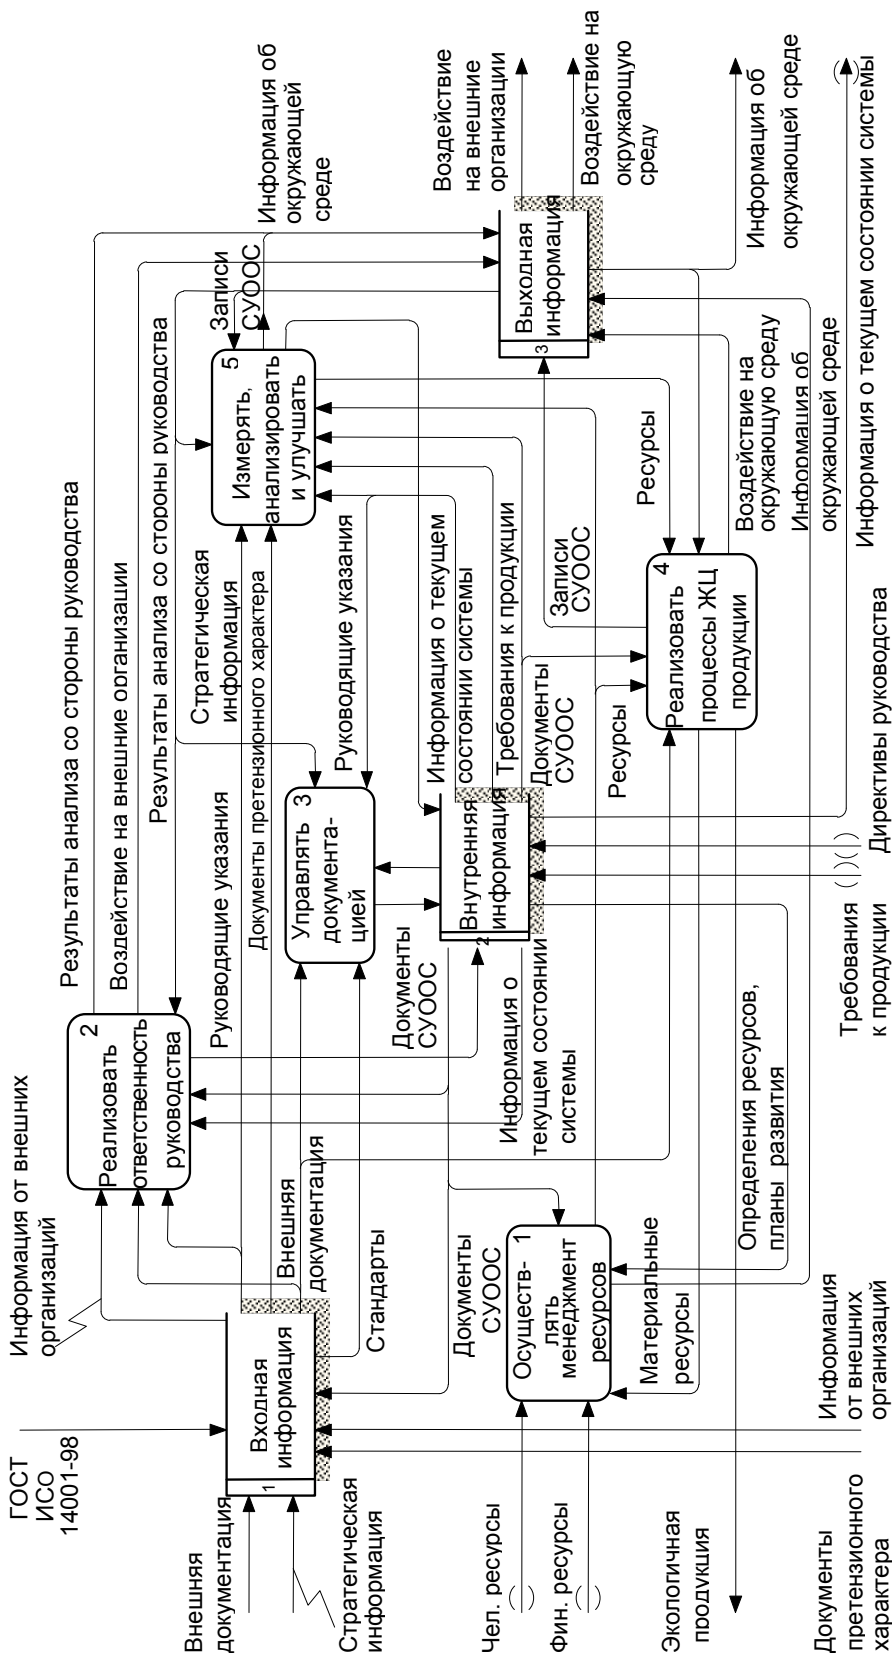 ГОСТ
ИСО
14001-98
Информация от внешних
организаций
Результаты анализа со стороны руководства
Воздействие на внешние организации
Результаты анализа со стороны руководства
Информация об
окружающей
среде
Записи
СУООС
2
Реализовать
ответственность
руководства
Стратегическая
информация
Руководящие указания
Документы претензионного характера
5
Измерять,
анализировать
и улучшать
Внешняя
документация
Стратегическая
информация
1
Входная
информация
Внешняя
документация
Стандарты
3
Управлять
документа-
цией
Руководящие указания
Документы
СУООС
2
Внутренняя
информация
Информация о текущем
состоянии системы
Требования к продукции
Документы
СУООС
Ресурсы
Записи
СУООС
Воздействие
на внешние
организации
Воздействие на
окружающую
среду
3
Выходная
информация
Информация о
текущем состоянии
системы
Документы
СУООС
Чел. ресурсы
Фин. ресурсы
1
Осуществ-
лять
менеджмент
ресурсов
Материальные
ресурсы
4
Реализовать
процессы ЖЦ
продукции
Ресурсы
Экологичная
продукция
Определения ресурсов,
планы развития
Воздействие на
окружающую среду
Информация об
окружающей среде
Информация об
окружающей среде
Документы
претензионного
характера
Информация
от внешних
организаций
Требования
к продукции
Директивы руководства
Информация о текущем состоянии системы